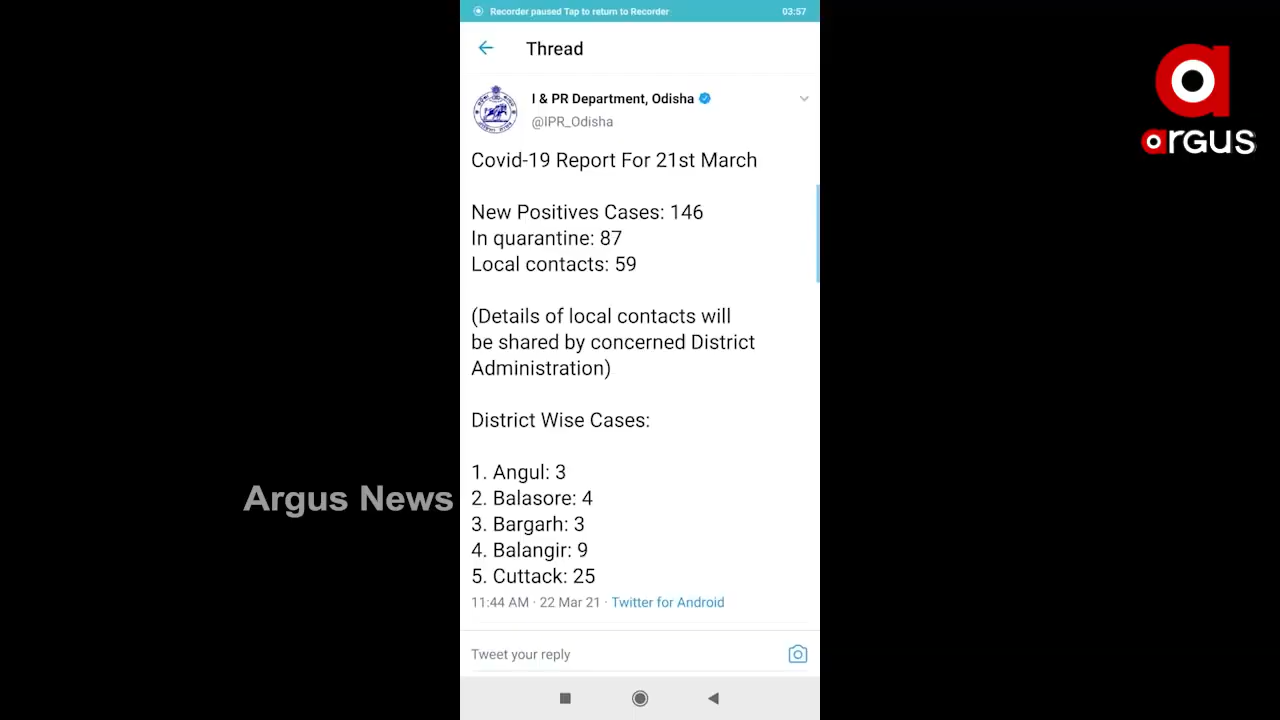 Recorder paused Tap to return to Recorder
03:57
Thread
I & PR Department, Odisha
@IPR_Odisha
Covid-19 Report For 21st March
New Positives Cases: 146
In quarantine: 87
Local contacts: 59
(Details of local contacts will
be shared by concerned District
Administration)
District Wise Cases:
1. Angul: 3
2. Balasore: 4
3. Bargarh: 3
4. Balangir: 9
5. Cuttack: 25
11:44 AM · 22 Mar 21 · Twitter for Android
Tweet your reply
Argus News
argus